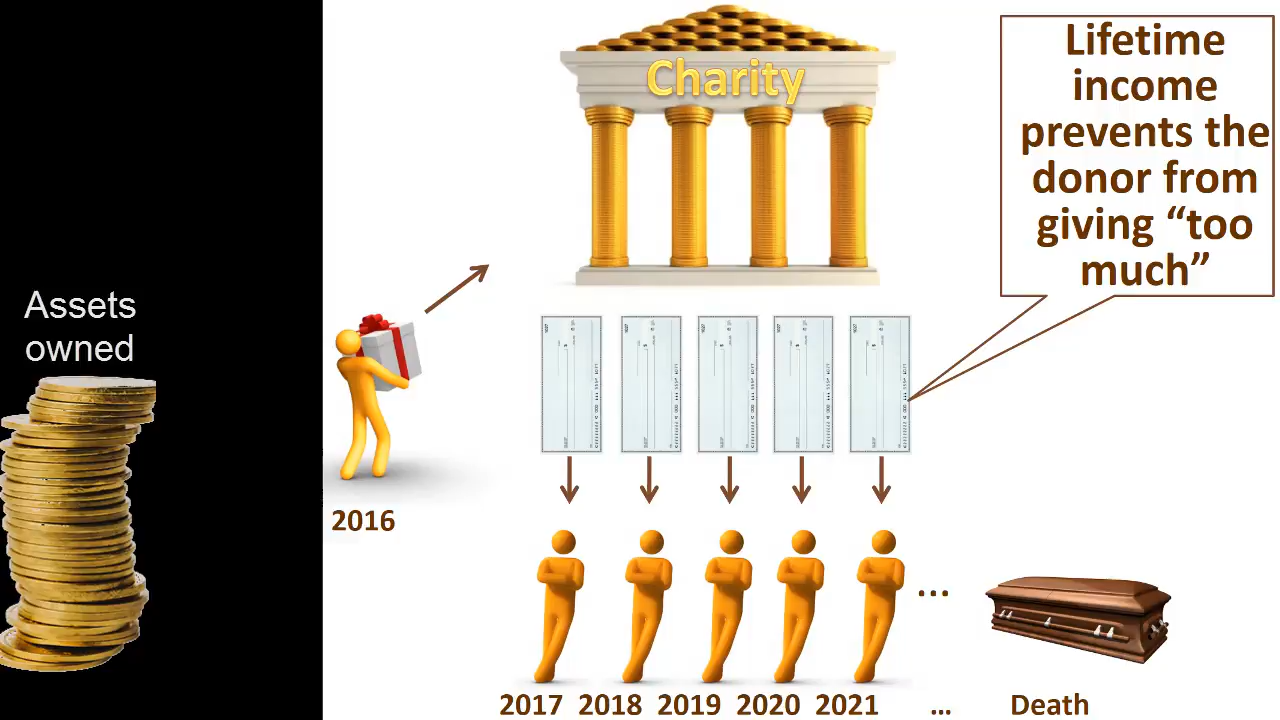 Charity
Lifetime
income
prevents the
donor from
giving “too
much”
Assets
owned
2016
...
2017 2018 2019 2020 2021 ... Death